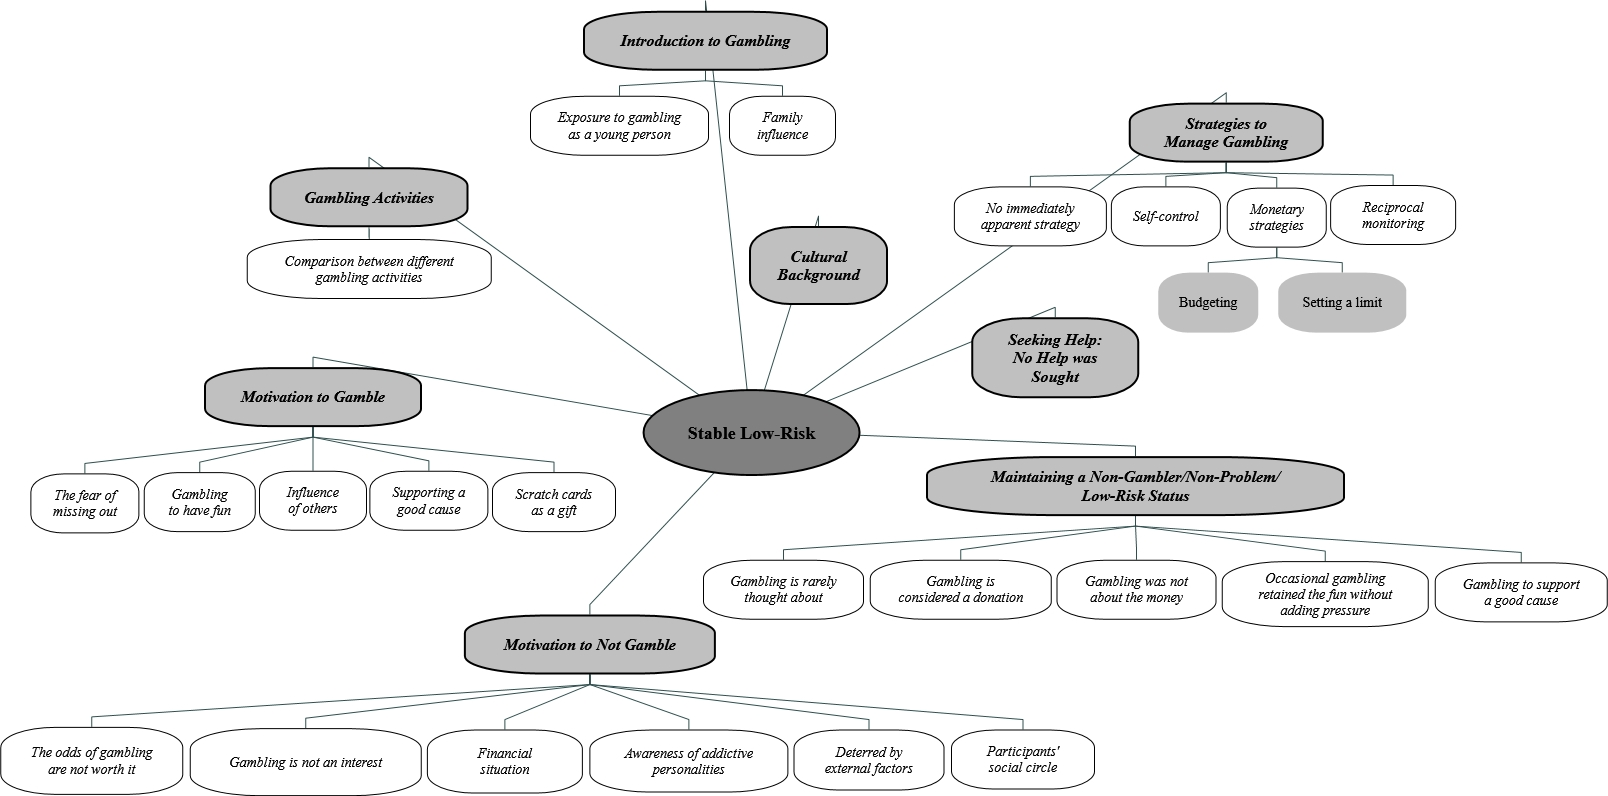 Introduction to Gambling
Exposure to gambling
as a young person
Family
influence
Strategies to
Manage Gambling
No immediately
apparent strategy
Self-control
Monetary
strategies
Reciprocal
monitoring
Budgeting
Setting a limit
Gambling Activities
Comparison between different
gambling activities
Cultural
Background
Seeking Help:
No Help was
Sought
Motivation to Gamble
The fear of
missing out
Gambling
to have fun
Influence
of others
Supporting a
good cause
Scratch cards
as a gift
Stable Low-Risk
Maintaining a Non-Gambler/Non-Problem/
Low-Risk Status
Gambling is rarely
thought about
Gambling is
considered a donation
Gambling was not
about the money
Occasional gambling
retained the fun without
adding pressure
Gambling to support
a good cause
Motivation to Not Gamble
The odds of gambling
are not worth it
Gambling is not an interest
Financial
situation
Awareness of addictive
personalities
Deterred by
external factors
Participants'
social circle